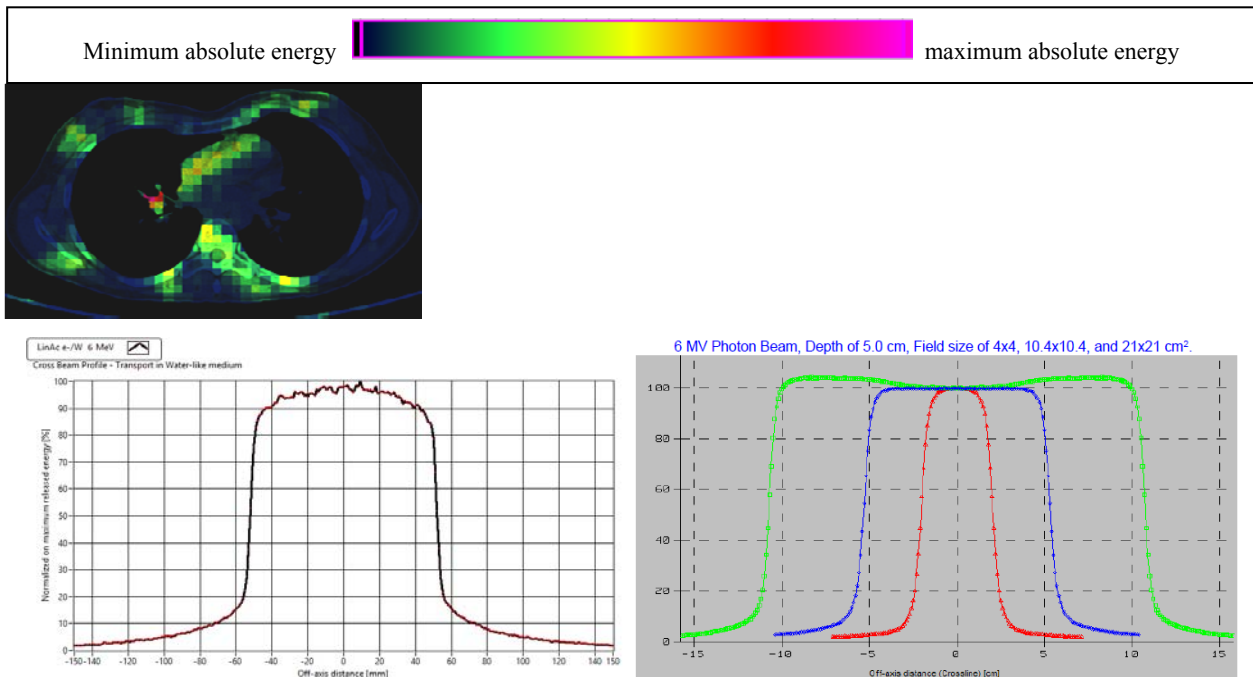 Minimum absolute energy maximum absolute energy
LinAc e-/W 6 MeV
Cross Beam Profile - Transport in Water-like medium
Normalized on maximum released energy [%]
100
90
80
70
60
50
40
30
20
10
0
-150-140 -120 -100 -80 -60 -40 -20 0 20 40 60 80 100 120 140 150
Off-axis distance [mm]
6 MV Photon Beam, Depth of 5.0 cm, Field size of 4x4, 10.4x10.4, and 21x21 cm².
100
80
60
40
20
0
-15 -10 -5 0 5 10 15
Off-axis distance (Crossline) [cm]